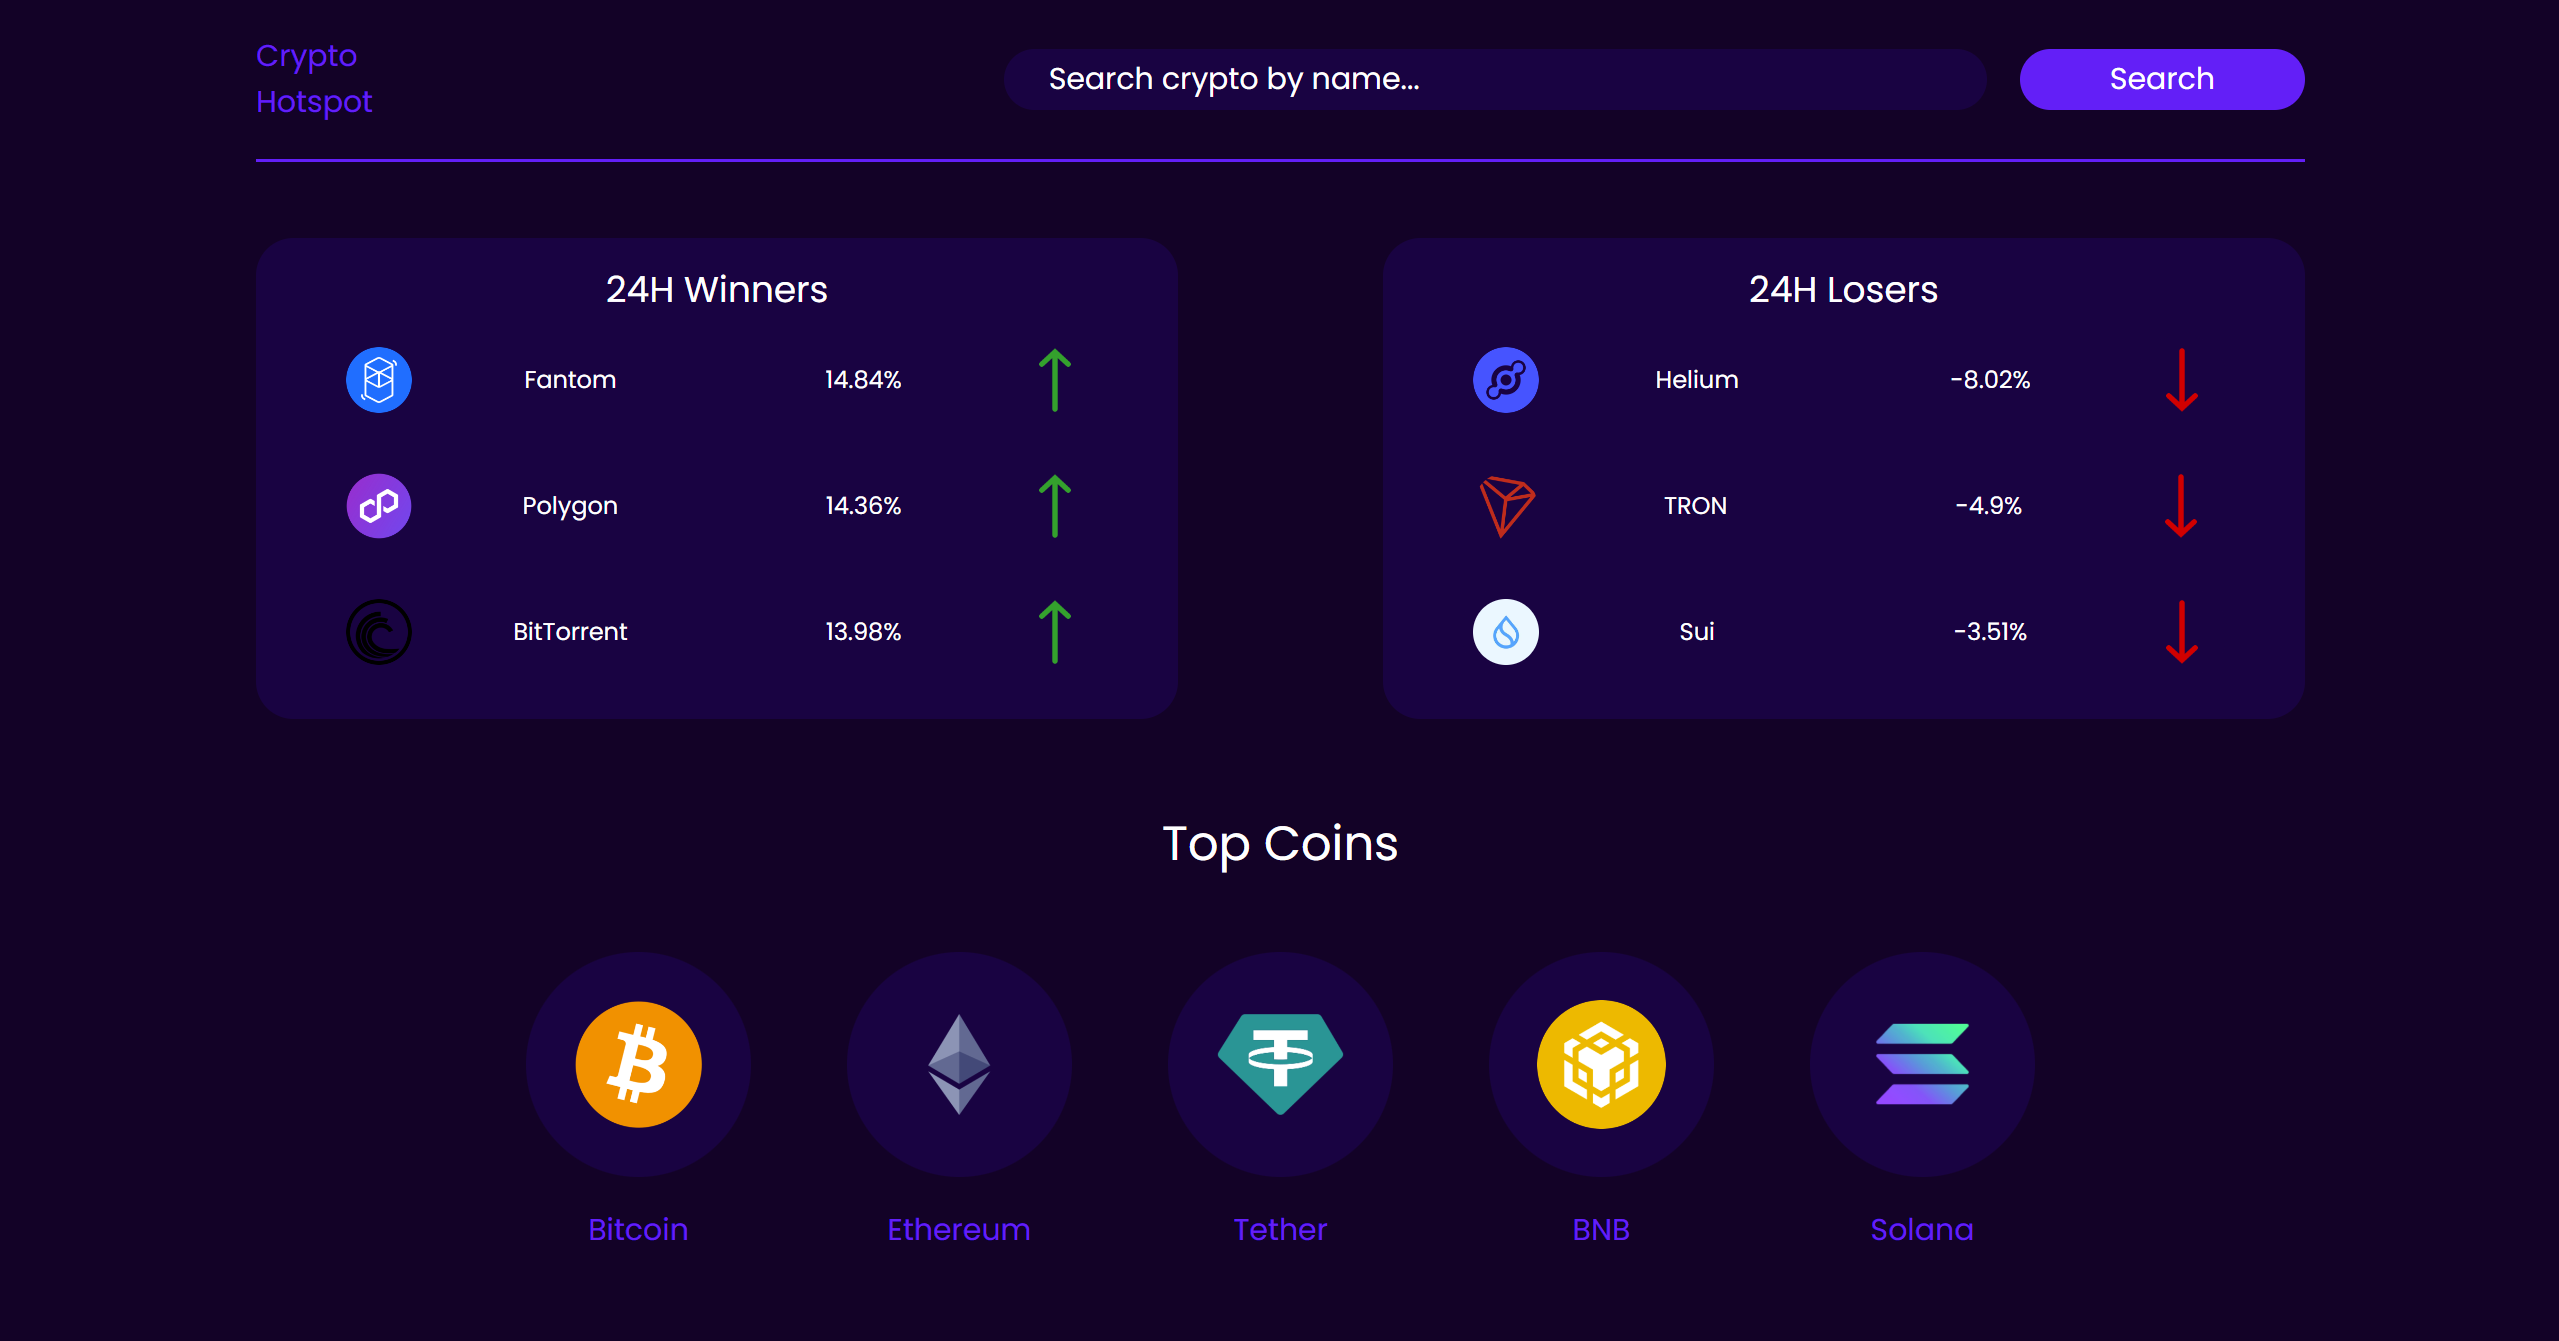 Crypto
Hotspot
Search crypto by name...
Search
24H Winners
Fantom 14.84%
Polygon 14.36%
BitTorrent 13.98%
24H Losers
Helium -8.02%
TRON -4.9%
Sui -3.51%
Top Coins
Bitcoin
Ethereum
Tether
BNB
Solana